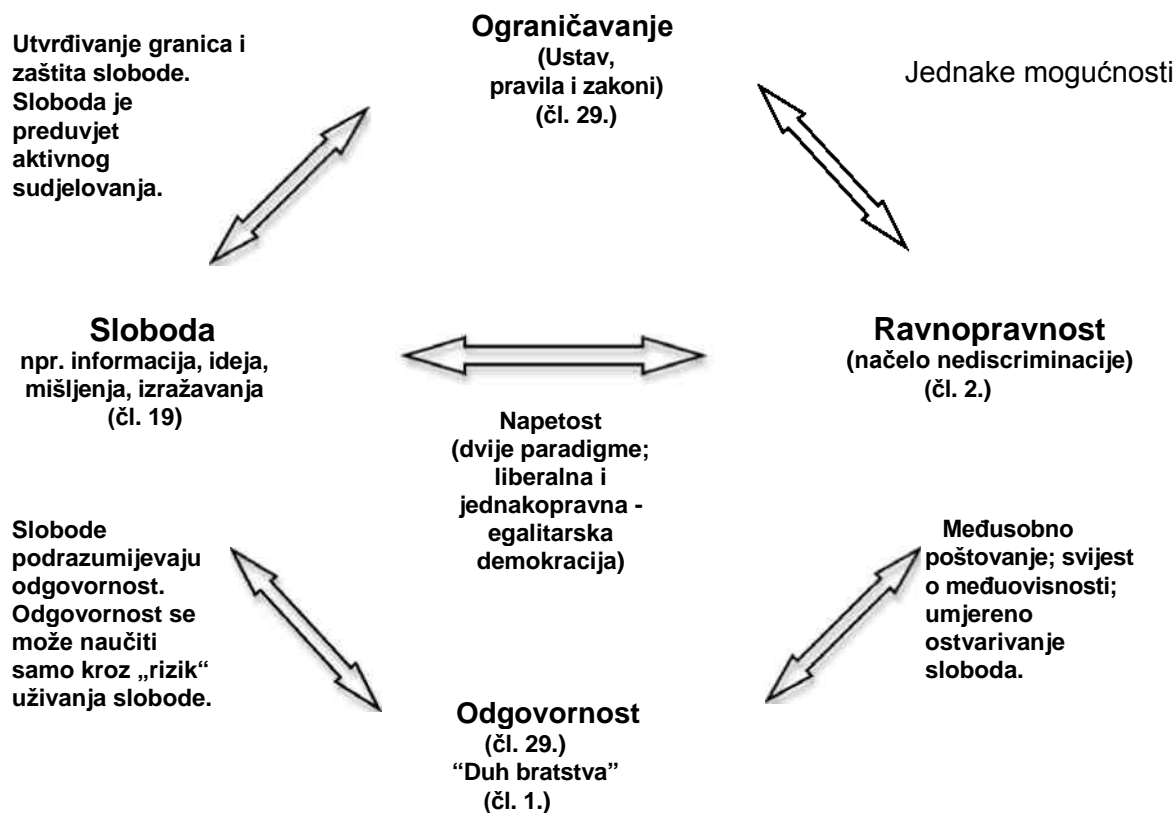 Utvrđivanje granica i
zaštita slobode.
Sloboda je
preduvjet
aktivnog
sudjelovanja.
Ograničavanje
(Ustav,
pravila i zakoni)
(čl. 29.)
Jednake mogućnosti
Sloboda
npr. informacija, ideja,
mišljenja, izražavanja
(čl. 19)
Ravnopravnost
(načelo nediscriminacije)
(čl. 2.)
Napetost
(dvije paradigme;
liberalna i
jednakopravna -
egalitarska
demokracija)
Slobode
podrazumijevaju
odgovornost.
Odgovornost se
može naučiti
samo kroz „rizik“
uživanja slobode.
Međusobno
poštovanje; svijest
o međuovisnosti;
umjereno
ostvarivanje
sloboda.
Odgovornost
(čl. 29.)
“Duh bratstva”
(čl. 1.)